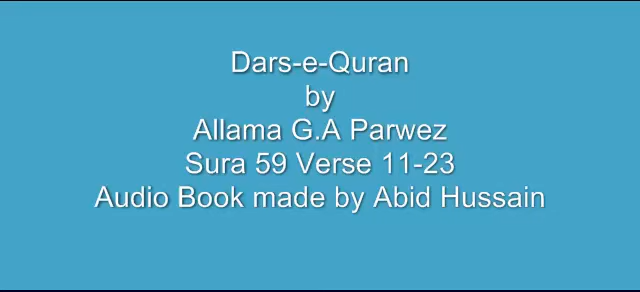 Dars-e-Quran
by
Allama G.A Parwez
Sura 59 Verse 11-23
Audio Book made by Abid Hussain